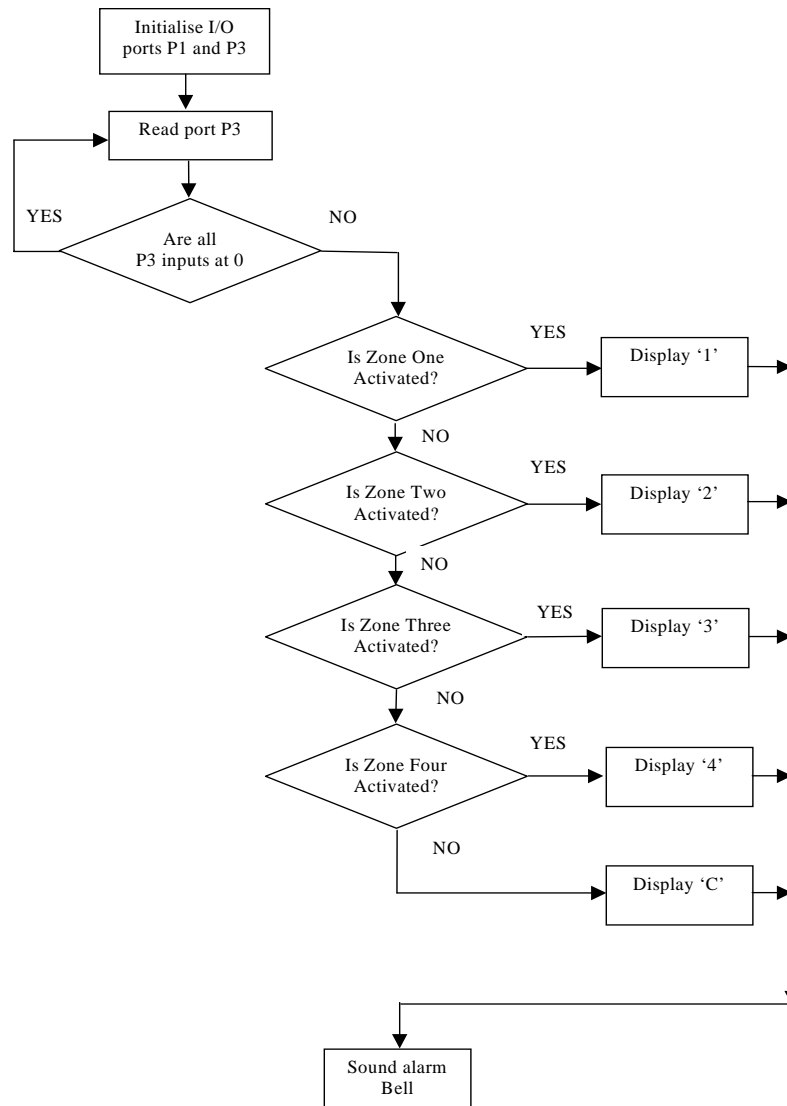 Initialise I/O
ports P1 and P3
Read port P3
YES
NO
Are all
P3 inputs at 0
YES
Is Zone One
Activated?
Display ‘1’
NO
YES
Is Zone Two
Activated?
Display ‘2’
NO
YES
Is Zone Three
Activated?
Display ‘3’
NO
YES
Is Zone Four
Activated?
Display ‘4’
NO
Display ‘C’
Sound alarm
Bell